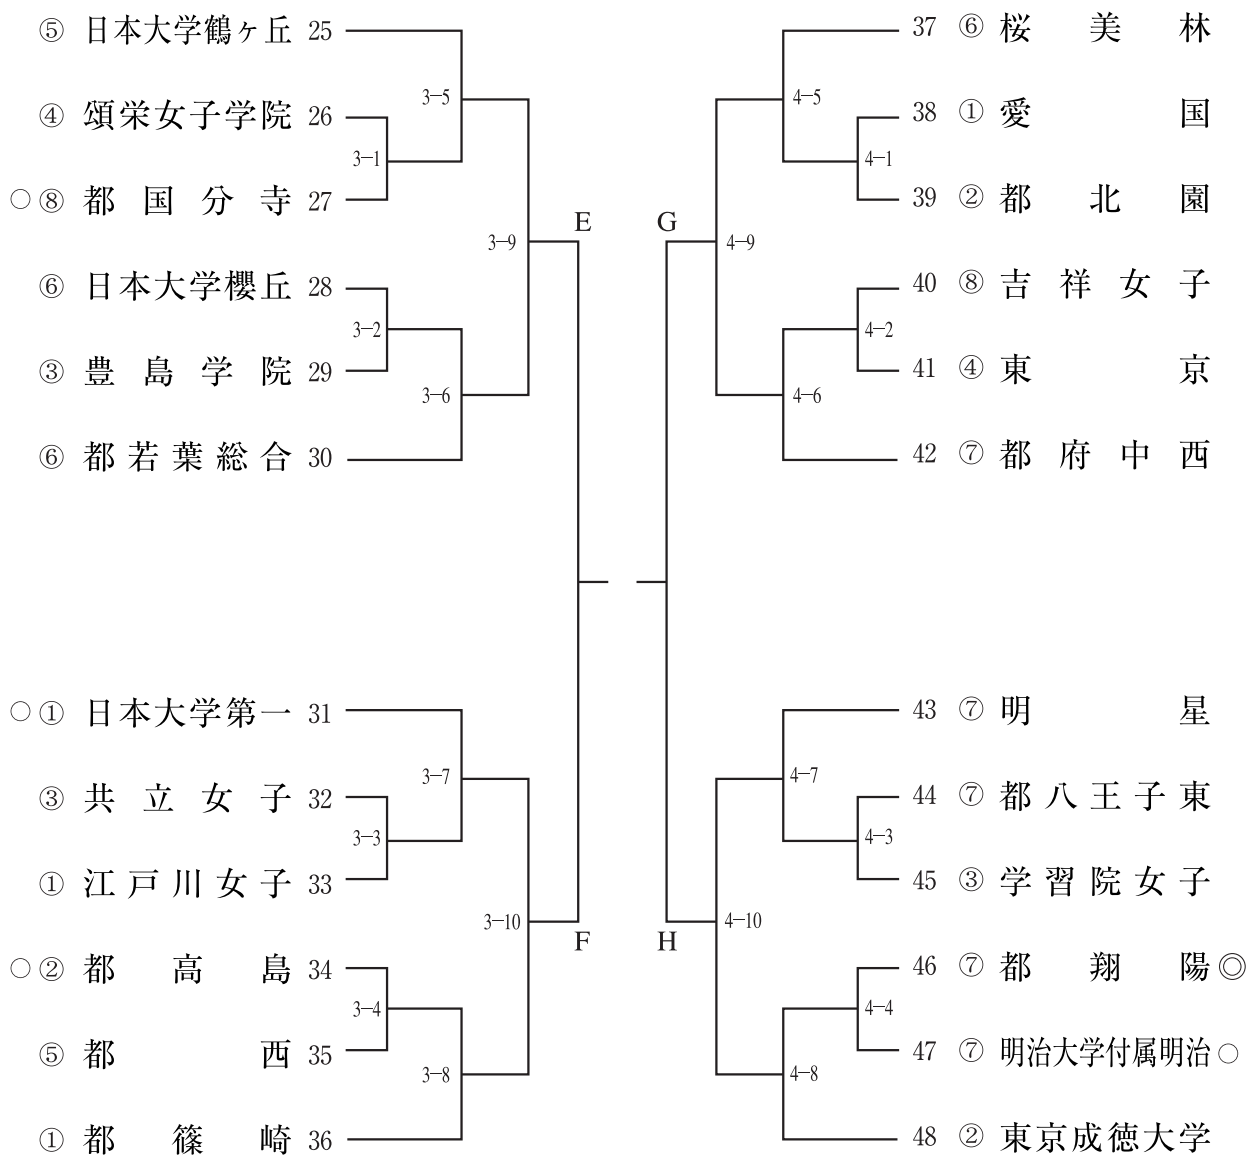 ⑤ 日本大学鶴ヶ丘 25
3−5
④ 頌栄女子学院 26
3−1
○ ⑧ 都国分寺 27
E
3−9
⑥ 日本大学櫻丘 28
3−2
③ 豊島学院 29
3−6
⑥ 都若葉総合 30
○ ① 日本大学第一 31
3−7
③ 共立女子 32
3−3
① 江戸川女子 33
3−10
F
○ ② 都高島 34
3−4
⑤ 都西 35
3−8
① 都篠崎 36
37 ⑥ 桜美林
4−5
38 ① 愛国
4−1
39 ② 都北園
G
4−9
40 ⑧ 吉祥女子
4−2
41 ④ 東京
4−6
42 ⑦ 都府中西
43 ⑦ 明星
4−7
44 ⑦ 都八王子東
4−3
45 ③ 学習院女子
4−10
H
46 ⑦ 都翔陽 ◎
4−4
47 ⑦ 明治大学付属明治 ○
4−8
48 ② 東京成徳大学